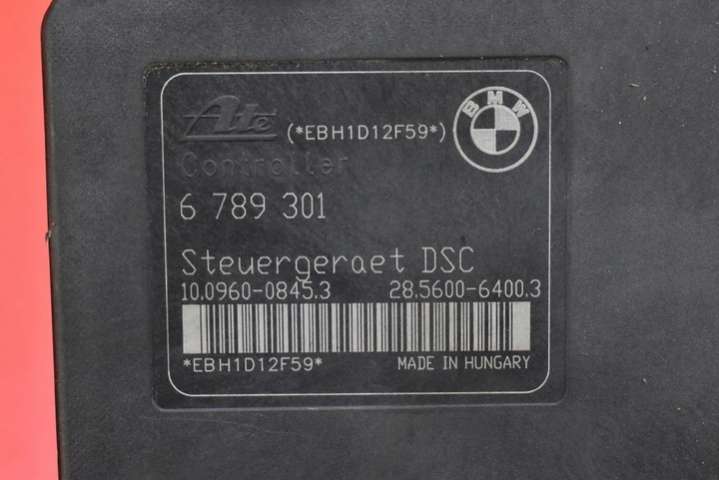 Ate (*EBH1D12F59*) BMW
Controller
6 789 301
Steuergeraet DSC
10.0960-0845.3 28.5600-6400.3
*EBH1D12F59* MADE IN HUNGARY